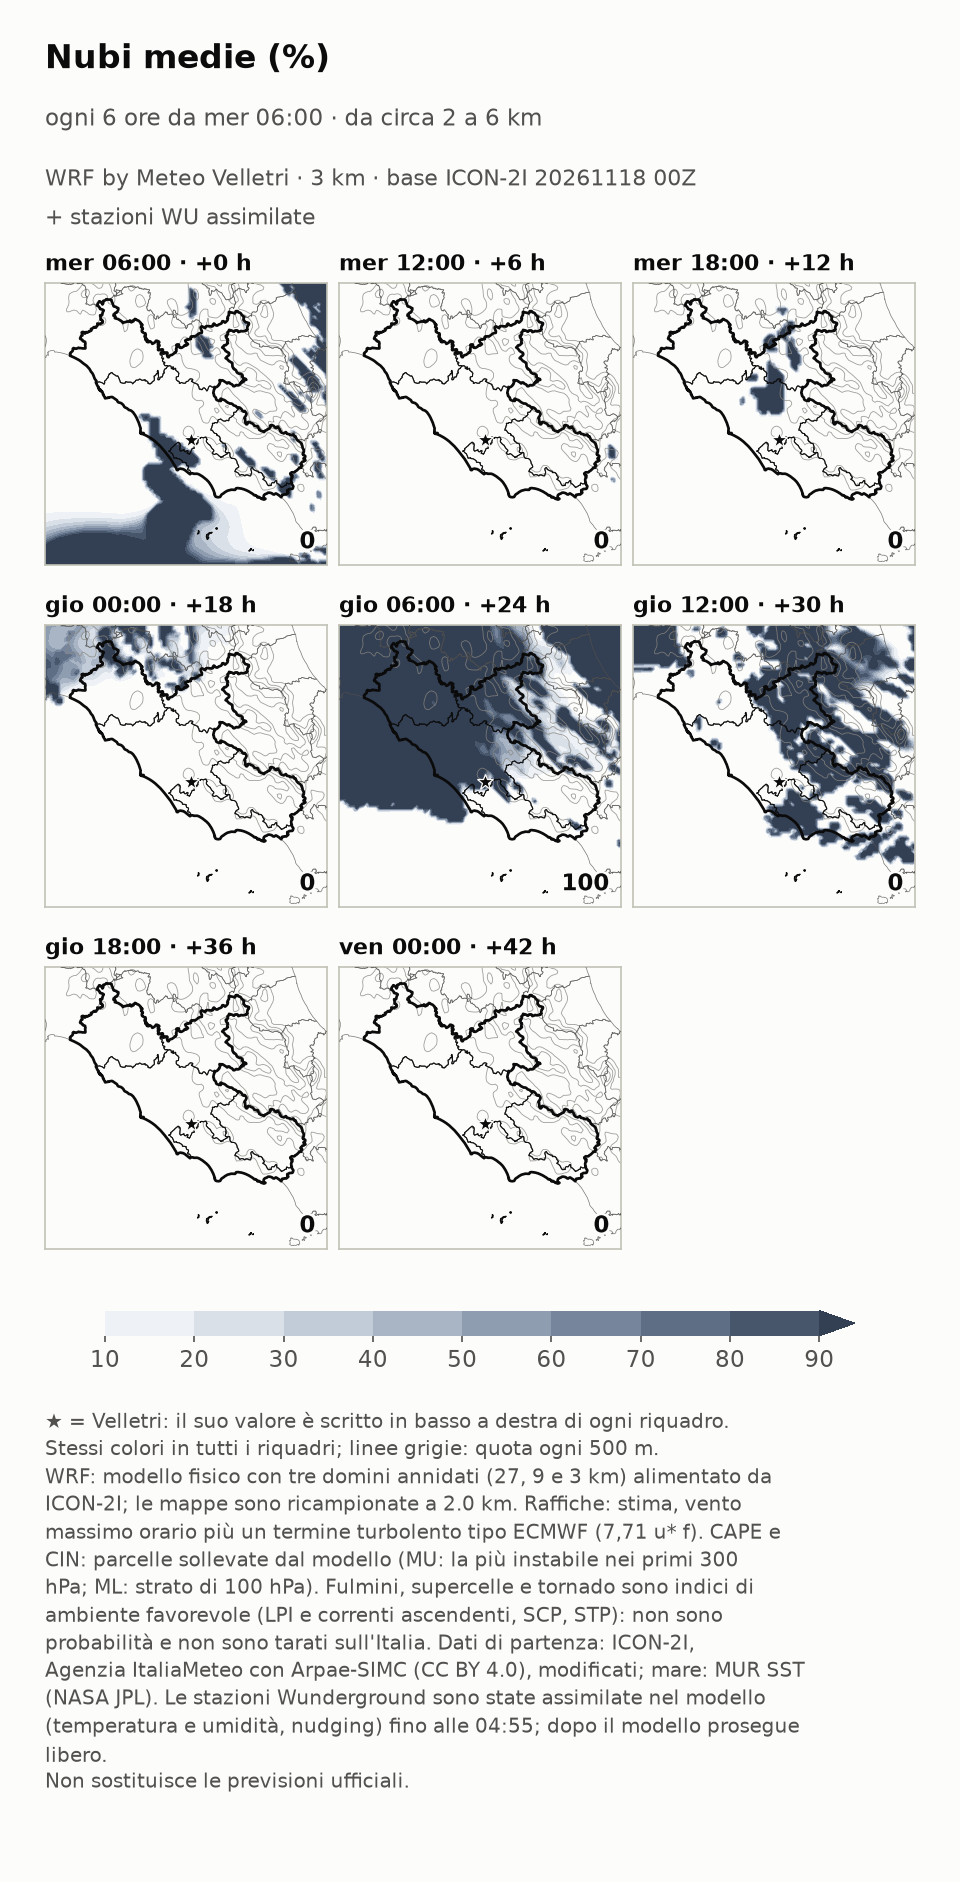 Nubi medie (%)
ogni 6 ore da mer 06:00 · da circa 2 a 6 km
WRF by Meteo Velletri · 3 km · base ICON-2I 20261118 00Z
+ stazioni WU assimilate
mer 06:00 · +0 h
mer 12:00 · +6 h
mer 18:00 · +12 h
0
0
0
gio 00:00 · +18 h
gio 06:00 · +24 h
gio 12:00 · +30 h
0
100
0
gio 18:00 · +36 h
ven 00:00 · +42 h
0
0
10 20 30 40 50 60 70 80 90
★ = Velletri: il suo valore è scritto in basso a destra di ogni riquadro.
Stessi colori in tutti i riquadri; linee grigie: quota ogni 500 m.
WRF: modello fisico con tre domini annidati (27, 9 e 3 km) alimentato da
ICON-2I; le mappe sono ricampionate a 2.0 km. Raffiche: stima, vento
massimo orario più un termine turbolento tipo ECMWF (7,71 u* f). CAPE e
CIN: parcelle sollevate dal modello (MU: la più instabile nei primi 300
hPa; ML: strato di 100 hPa). Fulmini, supercelle e tornado sono indici di
ambiente favorevole (LPI e correnti ascendenti, SCP, STP): non sono
probabilità e non sono tarati sull'Italia. Dati di partenza: ICON-2I,
Agenzia ItaliaMeteo con Arpae-SIMC (CC BY 4.0), modificati; mare: MUR SST
(NASA JPL). Le stazioni Wunderground sono state assimilate nel modello
(temperatura e umidità, nudging) fino alle 04:55; dopo il modello prosegue
libero.
Non sostituisce le previsioni ufficiali.